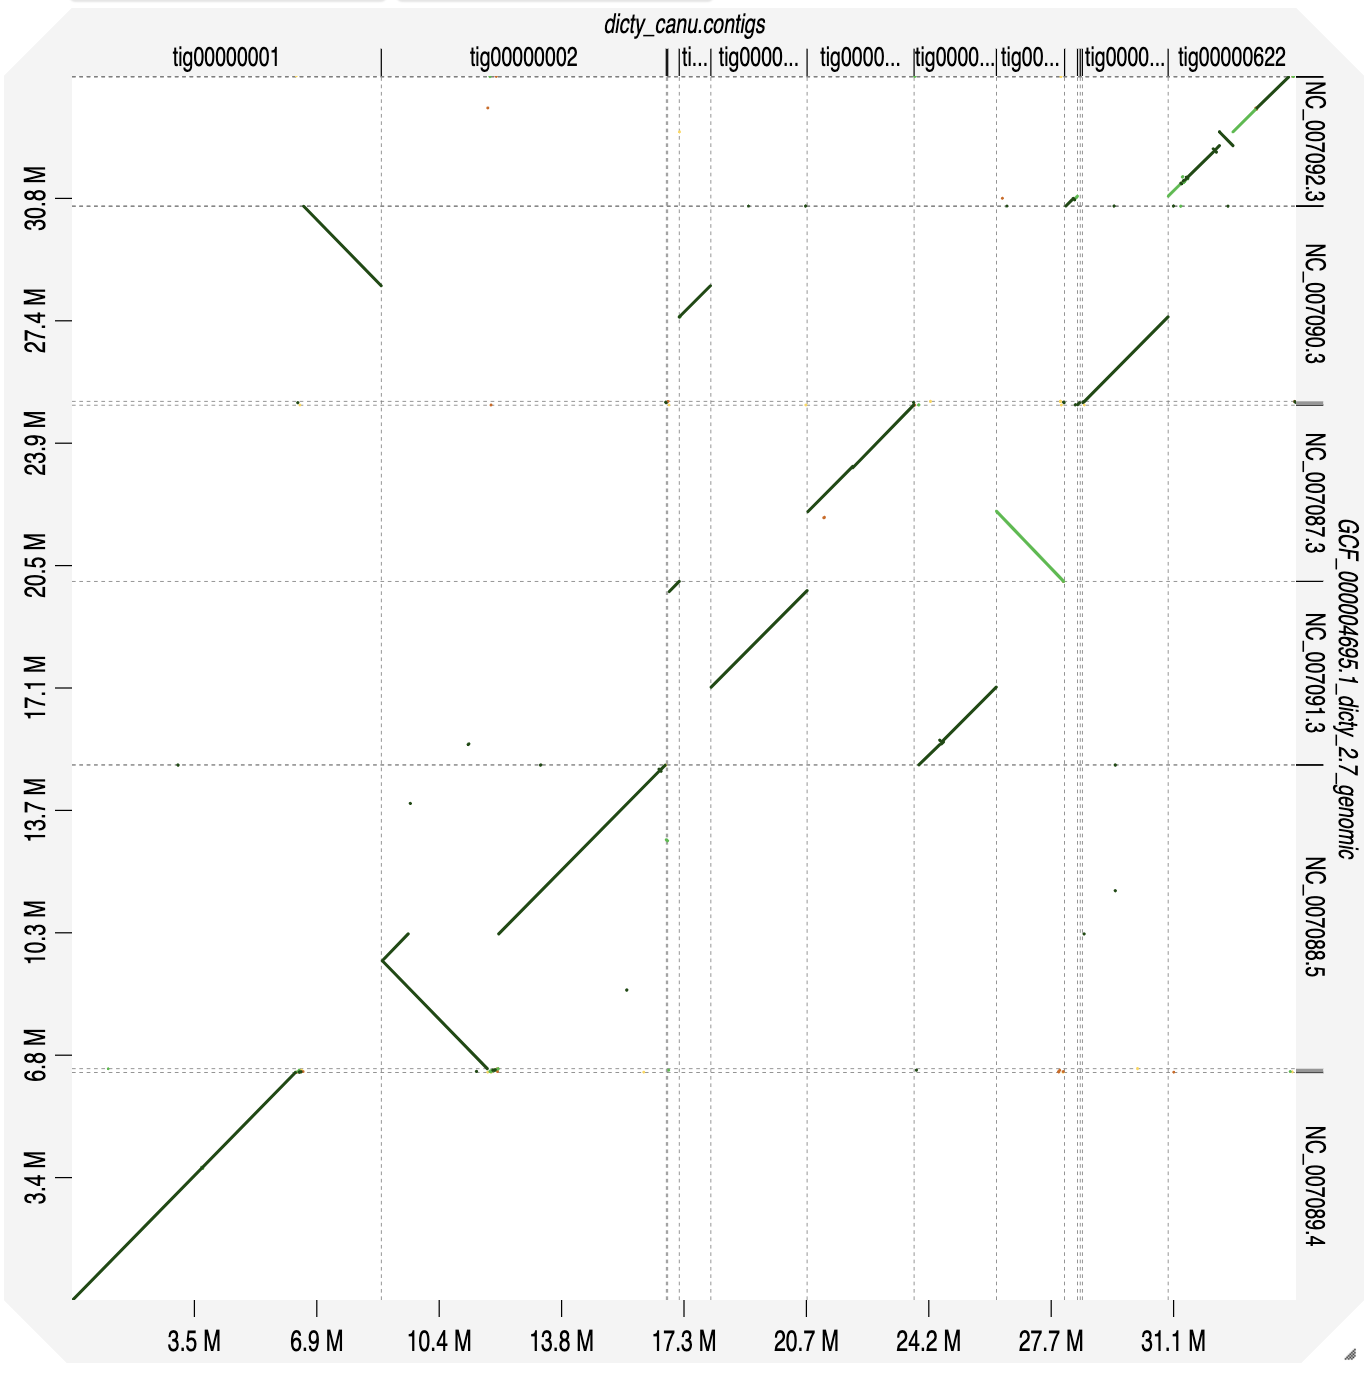 dicty_canu.contigs
tig00000001
tig00000002
ti...
tig0000...
tig0000...
tig0000...
tig00...
tig0000...
tig00000622
30.8 M
27.4 M
23.9 M
20.5 M
17.1 M
13.7 M
10.3 M
6.8 M
3.4 M
NC_007092.3
NC_007090.3
NC_007087.3
NC_007091.3
NC_007088.5
NC_007089.4
GCF_000004695.1_dicty_2.7_genomic
3.5 M
6.9 M
10.4 M
13.8 M
17.3 M
20.7 M
24.2 M
27.7 M
31.1 M